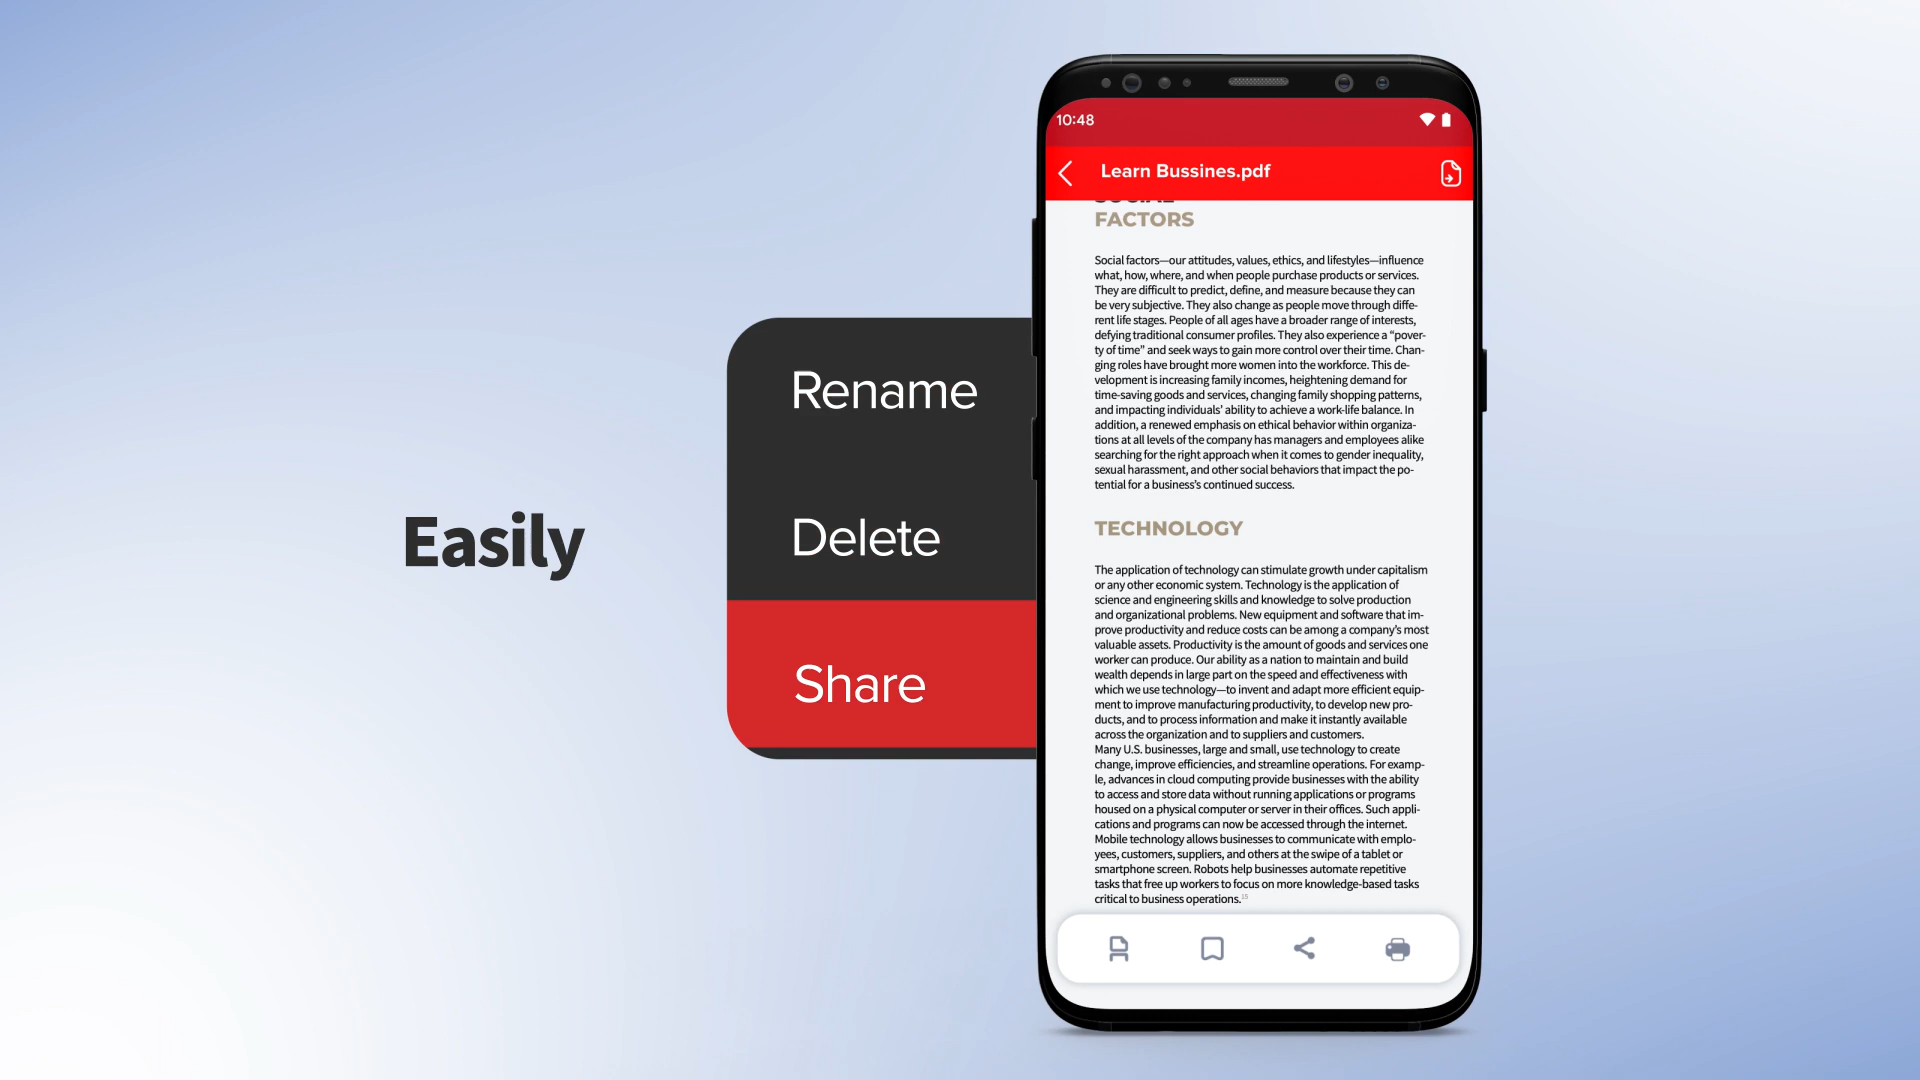 Easily
Rename
Delete
Share
10:48
Learn Bussines.pdf
SOCIAL
FACTORS
Social factors—our attitudes, values, ethics, and lifestyles—influence
what, how, where, and when people purchase products or services.
They are difficult to predict, define, and measure because they can
be very subjective. They also change as people move through diffe-
rent life stages. People of all ages have a broader range of interests,
defying traditional consumer profiles. They also experience a “pover-
ty of time” and seek ways to gain more control over their time. Chan-
ging roles have brought more women into the workforce. This de-
velopment is increasing family incomes, heightening demand for
time-saving goods and services, changing family shopping patterns,
and impacting individuals’ ability to achieve a work-life balance. In
addition, a renewed emphasis on ethical behavior within organiza-
tions at all levels of the company has managers and employees alike
searching for the right approach when it comes to gender inequality,
sexual harassment, and other social behaviors that impact the po-
tential for a business’s continued success.
TECHNOLOGY
The application of technology can stimulate growth under capitalism
or any other economic system. Technology is the application of
science and engineering skills and knowledge to solve production
and organizational problems. New equipment and software that im-
prove productivity and reduce costs can be among a company’s most
valuable assets. Productivity is the amount of goods and services one
worker can produce. Our ability as a nation to maintain and build
wealth depends in large part on the speed and effectiveness with
which we use technology—to invent and adapt more efficient equip-
ment to improve manufacturing productivity, to develop new pro-
ducts, and to process information and make it instantly available
across the organization and to suppliers and customers.
Many U.S. businesses, large and small, use technology to create
change, improve efficiencies, and streamline operations. For examp-
le, advances in cloud computing provide businesses with the ability
to access and store data without running applications or programs
housed on a physical computer or server in their offices. Such appli-
cations and programs can now be accessed through the internet.
Mobile technology allows businesses to communicate with emplo-
yees, customers, suppliers, and others at the swipe of a tablet or
smartphone screen. Robots help businesses automate repetitive
tasks that free up workers to focus on more knowledge-based tasks
critical to business operations.15